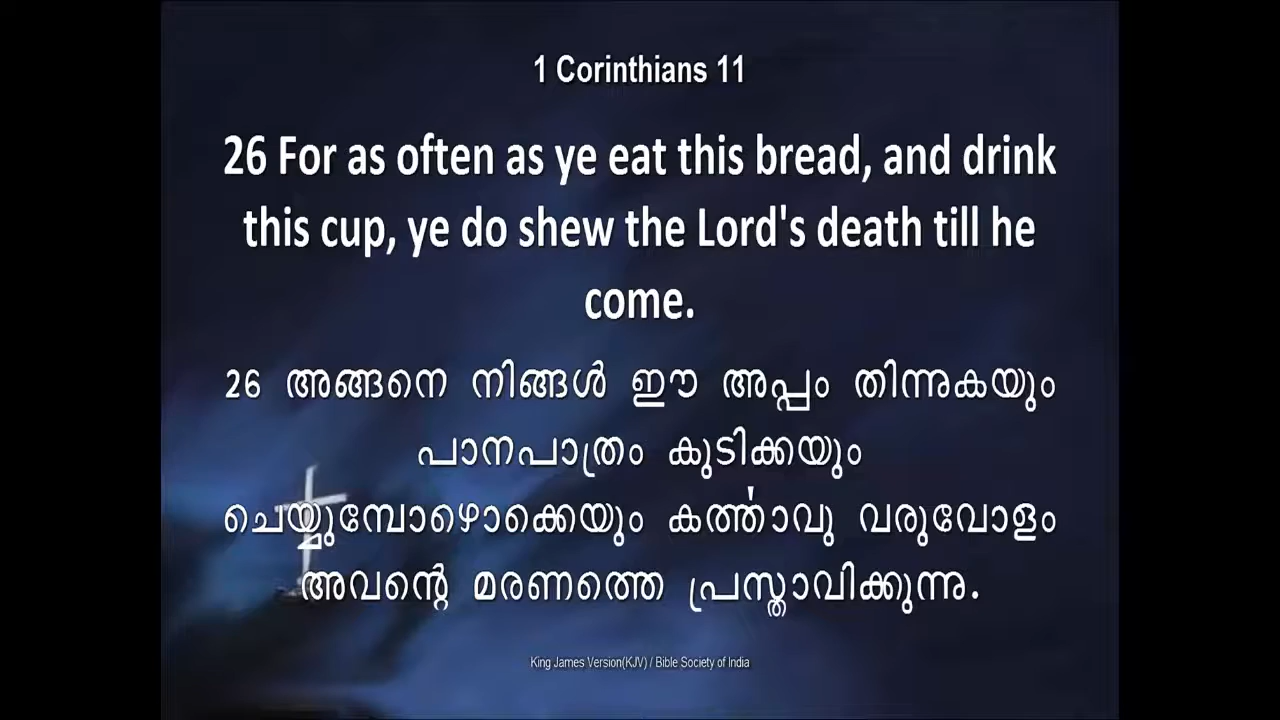 1 Corinthians 11
26 For as often as ye eat this bread, and drink
this cup, ye do shew the Lord's death till he
come.
26 അങ്ങനെ നിങ്ങൾ ഈ അപ്പം തിന്നുകയും
പാനപാത്രം കുടിക്കയും
ചെയ്യുമ്പോഴൊക്കെയും കൎത്താവു വരുവോളം
അവന്റെ മരണത്തെ പ്രസ്താവിക്കുന്നു.
King James Version(KJV) / Bible Society of India